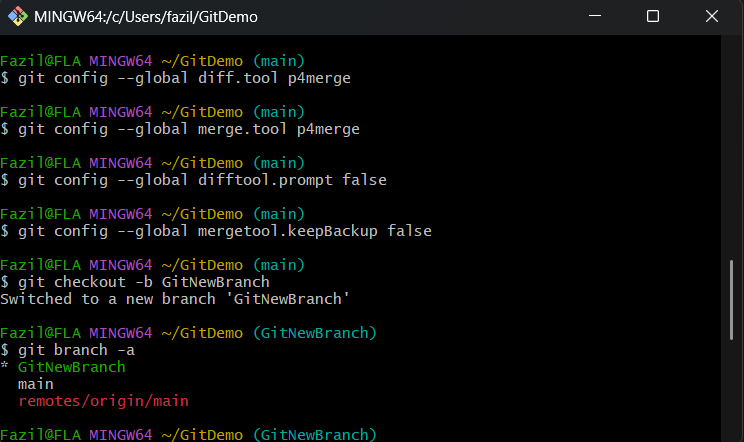 MINGW64:/c/Users/fazil/GitDemo
Fazil@FLA MINGW64 ~/GitDemo (main)
$ git config --global diff.tool p4merge
Fazil@FLA MINGW64 ~/GitDemo (main)
$ git config --global merge.tool p4merge
Fazil@FLA MINGW64 ~/GitDemo (main)
$ git config --global difftool.prompt false
Fazil@FLA MINGW64 ~/GitDemo (main)
$ git config --global mergetool.keepBackup false
Fazil@FLA MINGW64 ~/GitDemo (main)
$ git checkout -b GitNewBranch
Switched to a new branch 'GitNewBranch'
Fazil@FLA MINGW64 ~/GitDemo (GitNewBranch)
$ git branch -a
* GitNewBranch
  main
  remotes/origin/main
Fazil@FLA MINGW64 ~/GitDemo (GitNewBranch)